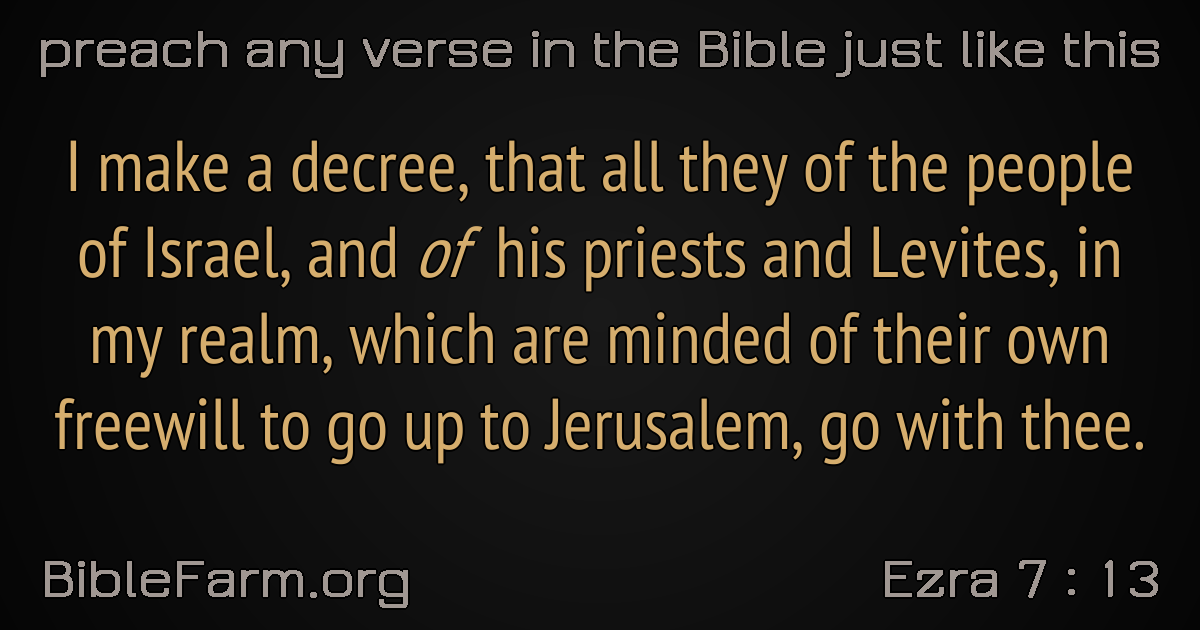 preach any verse in the Bible just like this
I make a decree, that all they of the people
of Israel, and of his priests and Levites, in
my realm, which are minded of their own
freewill to go up to Jerusalem, go with thee.
BibleFarm.org
Ezra 7 : 13